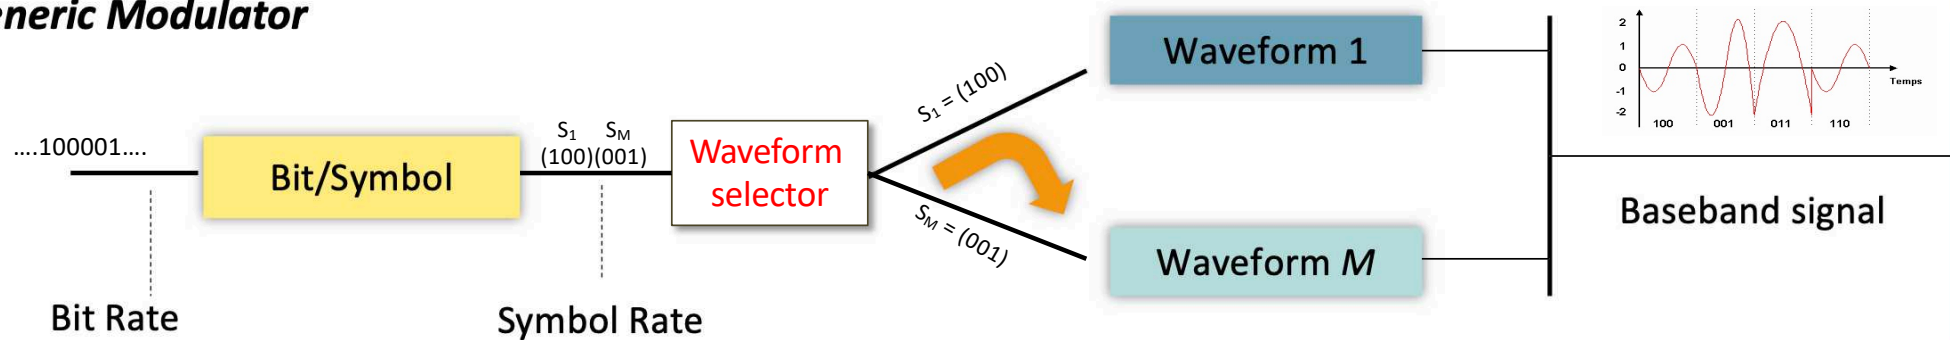 eneric Modulator
....100001....
Bit/Symbol
S1 SM
(100)(001)
Waveform
selector
S1 = (100)
SM = (001)
Waveform 1
Waveform M
Bit Rate
Symbol Rate
2
1
0
-1
-2
100 001 011 110
Temps
Baseband signal